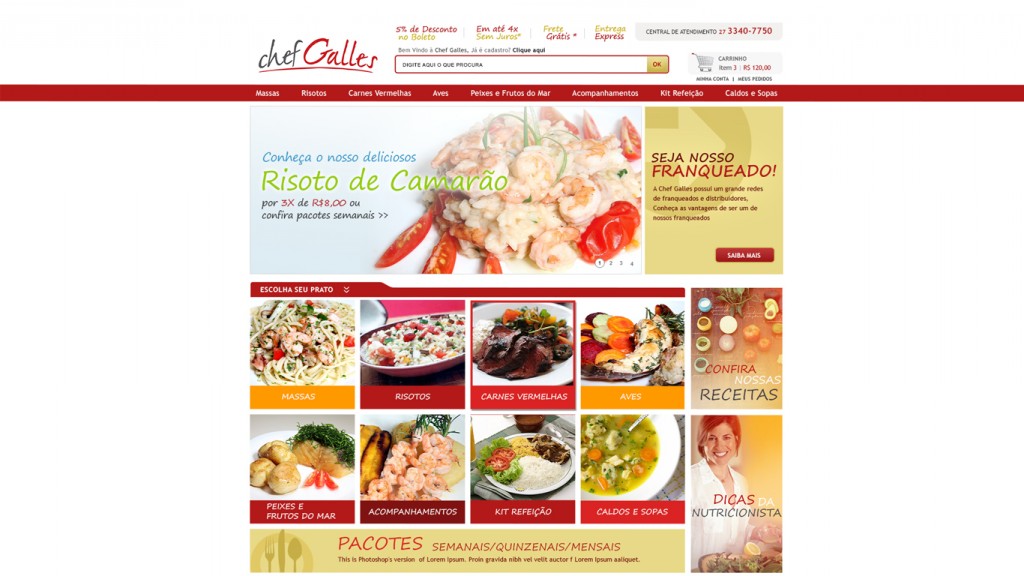 chef Galles
5% de Desconto
no Boleto
Em até 4x
Sem Juros*
Frete
Grátis *
Entrega
Express
CENTRAL DE ATENDIMENTO 27 3340-7750
Bem Vindo à Chef Galles, Já é cadastro? Clique aqui
DIGITE AQUI O QUE PROCURA
OK
CARRINHO
Item 3 | R$ 120,00
MINHA CONTA | MEUS PEDIDOS
Massas Risotos Carnes Vermelhas Aves Peixes e Frutos do Mar Acompanhamentos Kit Refeição Caldos e Sopas
Conheça o nosso deliciosos
Risoto de Camarão
por 3X de R$8,00 ou
confira pacotes semanais >>
1 2 3 4
SEJA NOSSO
FRANQUEADO!
A Chef Galles possui um grande redes
de franqueados e distribuidores,
Conheça as vantagens de ser um de
nossos franqueados
SAIBA MAIS
ESCOLHA SEU PRATO
MASSAS
RISOTOS
CARNES VERMELHAS
AVES
CONFIRA
NOSSAS
RECEITAS
PEIXES E
FRUTOS DO MAR
ACOMPANHAMENTOS
KIT REFEIÇÃO
CALDOS E SOPAS
DICAS DA
NUTRICIONISTA
PACOTES SEMANAIS/QUINZENAIS/MENSAIS
This is Photoshop's version of Lorem Ipsum. Proin gravida nibh vel velit auctor f Lorem Ipsum aaliquet.